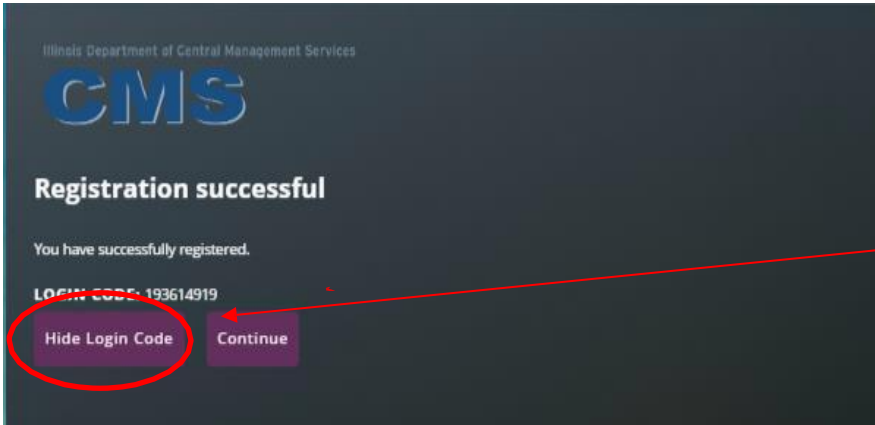 Illinois Department of Central Management Services
CMS
Registration successful
You have successfully registered.
LOGIN CODE: 193614919
Hide Login Code Continue